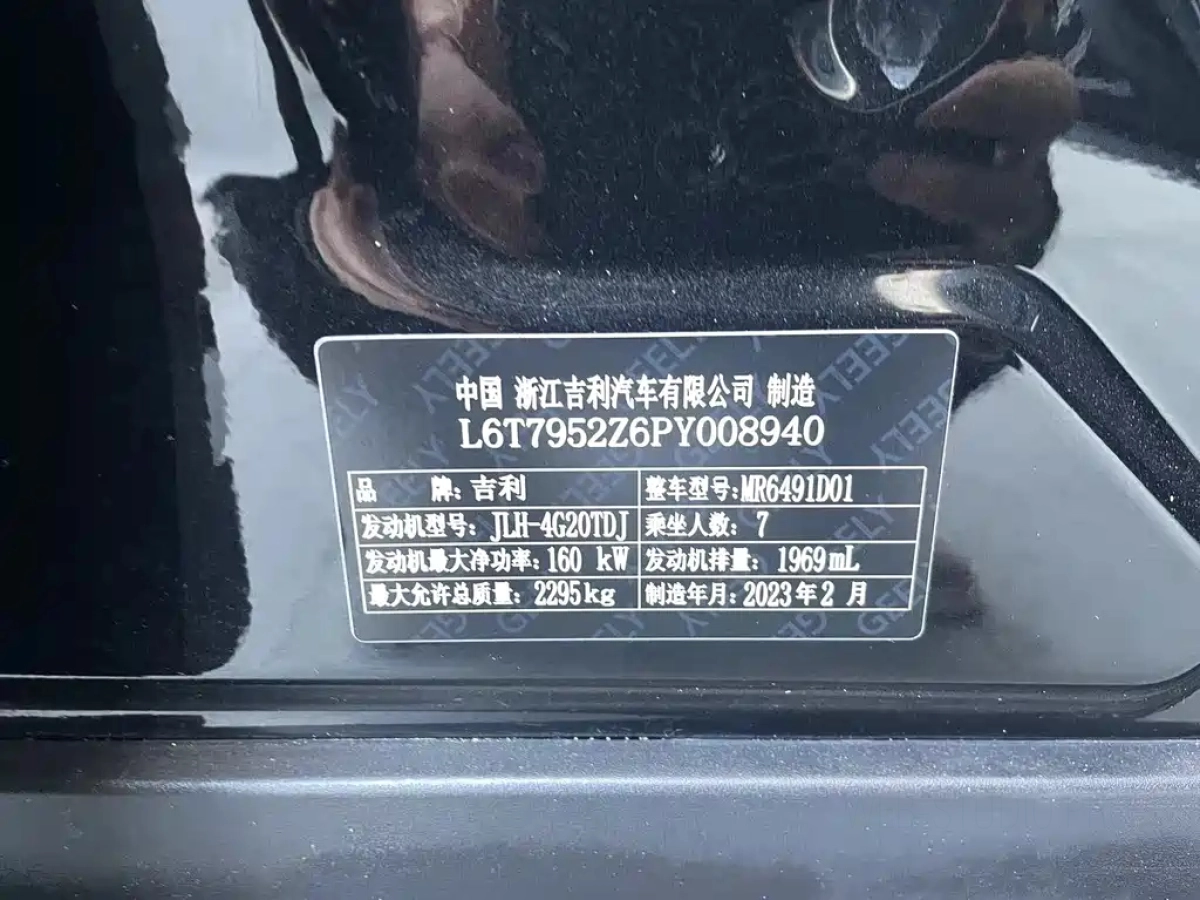 中国 浙江吉利汽车有限公司 制造
L6T7952Z6PY008940
品 牌: 吉利 整车型号:MR6491D01
发动机型号: JLH-4G20TDJ 乘坐人数: 7
发动机最大净功率: 160 kW 发动机排量: 1969mL
最大允许总质量: 2295kg 制造年月: 2023年2 月